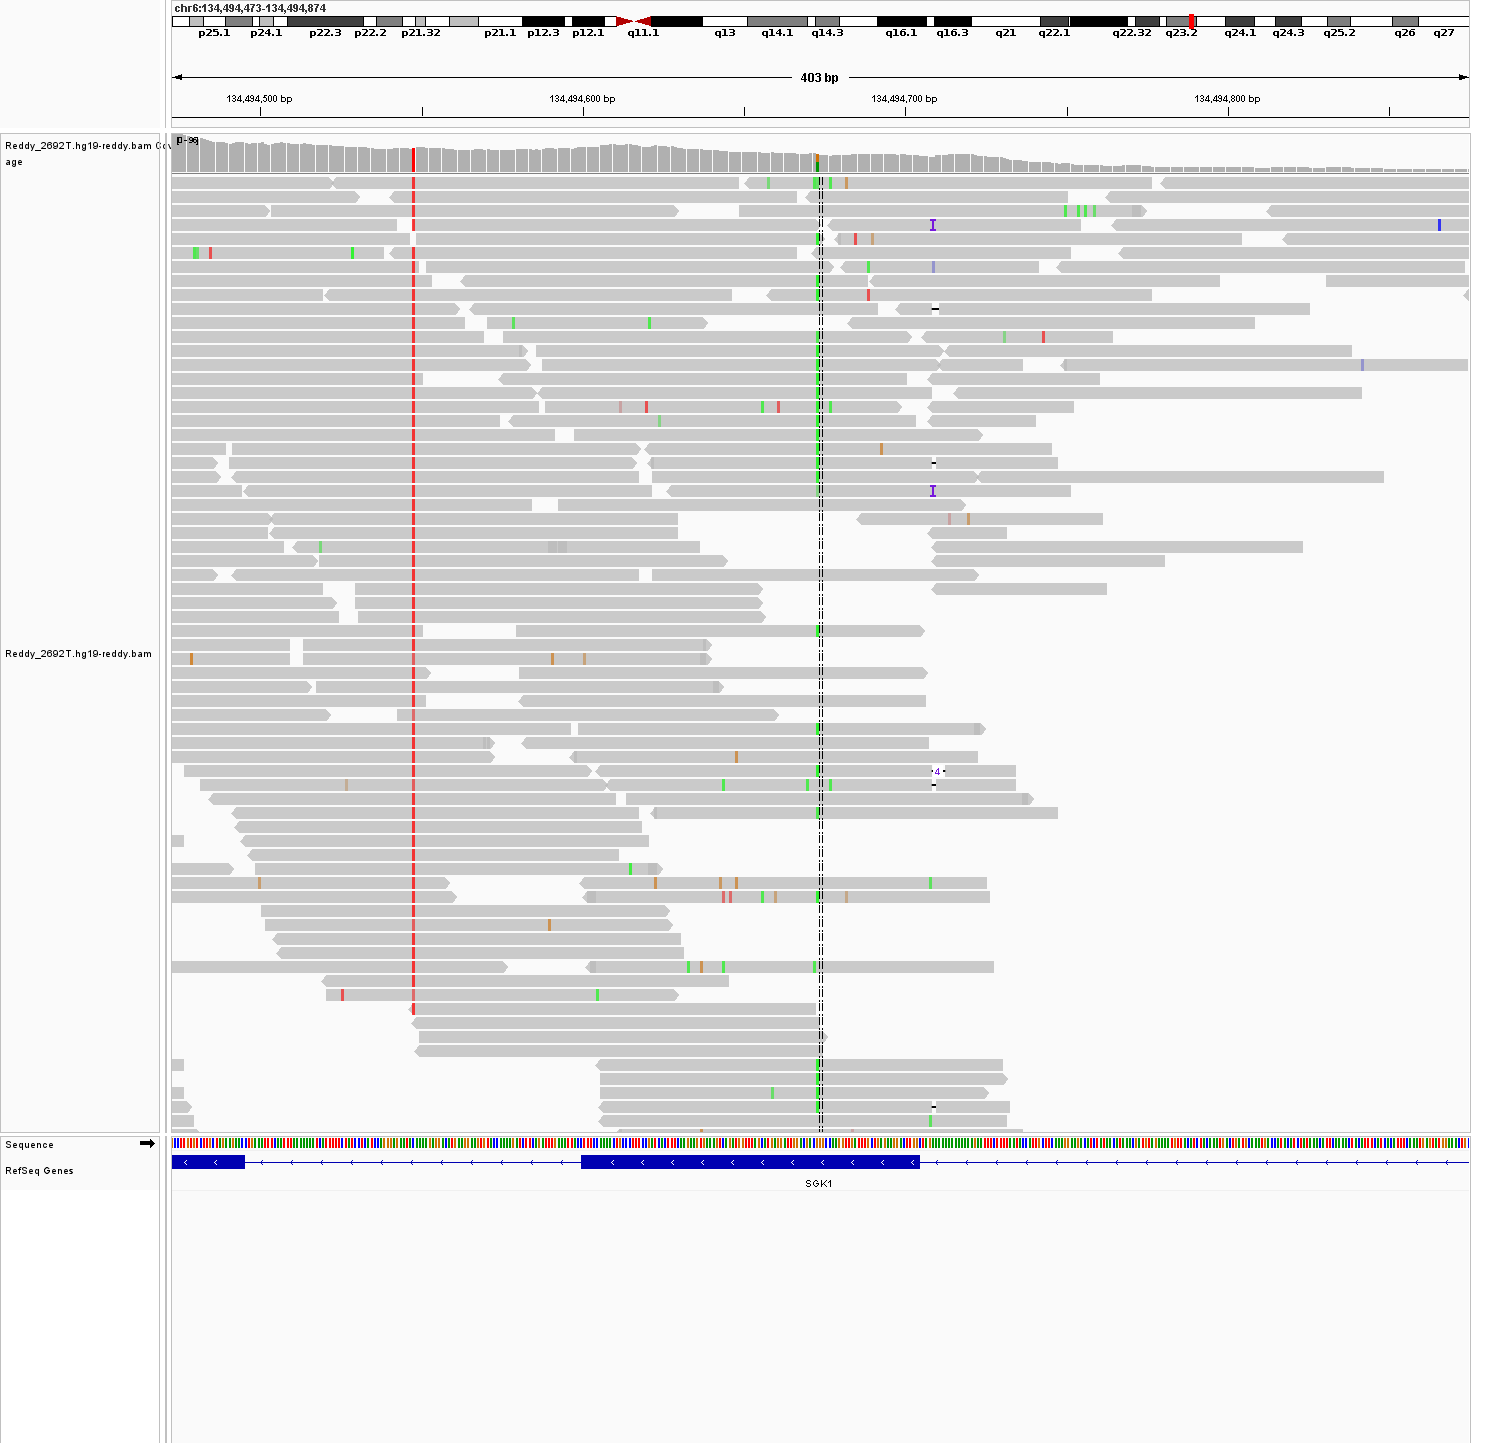 chr6:134,494,473-134,494,874
p25.1 p24.1 p22.3 p22.2 p21.32 p21.1 p12.3 p12.1 q11.1 q13 q14.1 q14.3 q16.1 q16.3 q21 q22.1 q22.32 q23.2 q24.1 q24.3 q25.2 q26 q27
403 bp
134,494,500 bp 134,494,600 bp 134,494,700 bp 134,494,800 bp
[0-96]
Reddy_2692T.hg19-reddy.bam Cov
age
Reddy_2692T.hg19-reddy.bam
4
Sequence
RefSeq Genes
SGK1